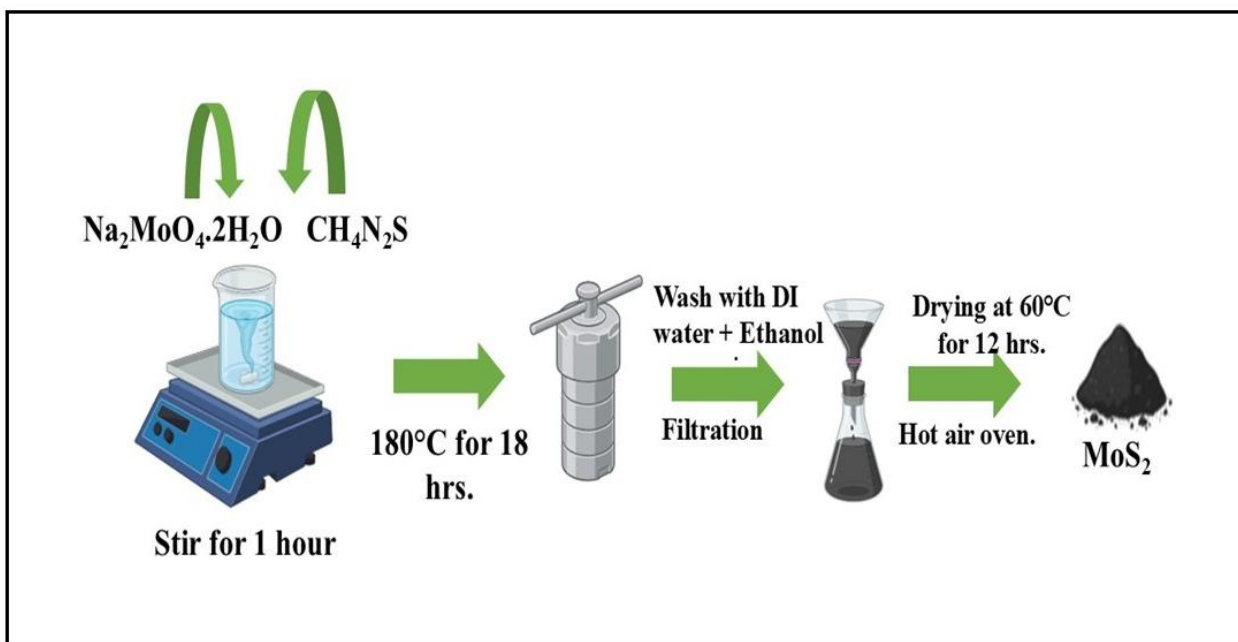 Na₂MoO₄.2H₂O CH₄N₂S
Stir for 1 hour
180°C for 18
hrs.
Wash with DI
water + Ethanol
.
Filtration
Drying at 60°C
for 12 hrs.
Hot air oven.
MoS₂